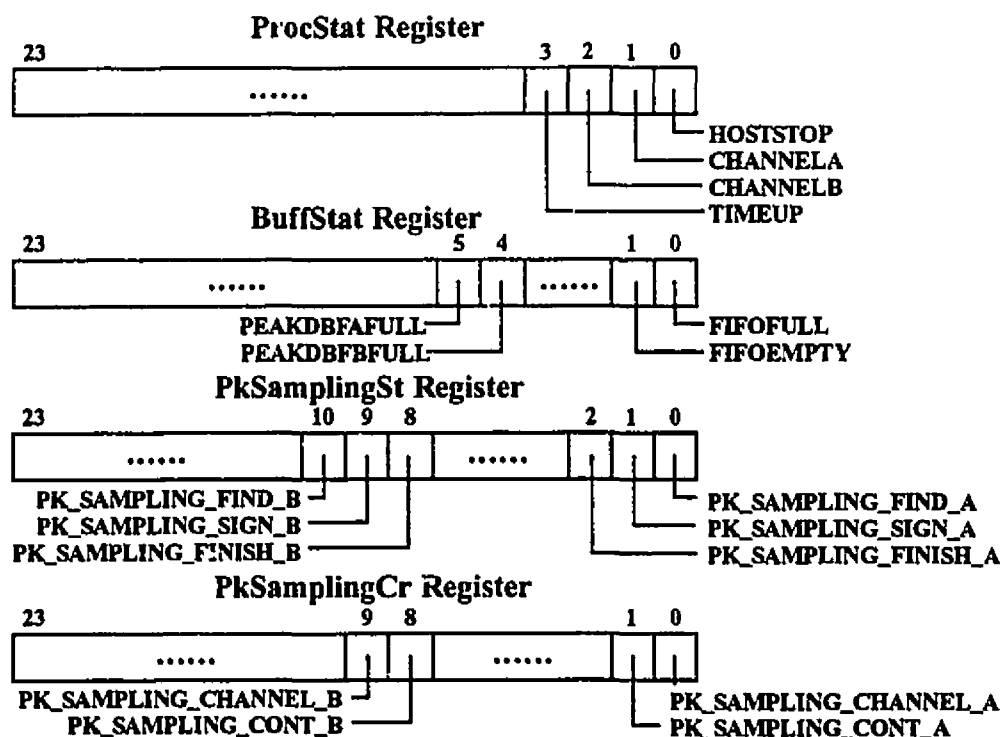 ProcStat Register
23 3 2 1 0
......
HOSTSTOP
CHANNELA
CHANNELB
TIMEUP
BuffStat Register
23 5 4 1 0
...... ......
PEAKDBFAFULL FIFOFULL
PEAKDBFBFULL FIFOEMPTY
PkSamplingSt Register
23 10 9 8 2 1 0
...... ......
PK_SAMPLING_FIND_B PK_SAMPLING_FIND_A
PK_SAMPLING_SIGN_B PK_SAMPLING_SIGN_A
PK_SAMPLING_FINISH_B PK_SAMPLING_FINISH_A
PkSamplingCr Register
23 9 8 1 0
...... ......
PK_SAMPLING_CHANNEL_B PK_SAMPLING_CHANNEL_A
PK_SAMPLING_CONT_B PK_SAMPLING_CONT_A